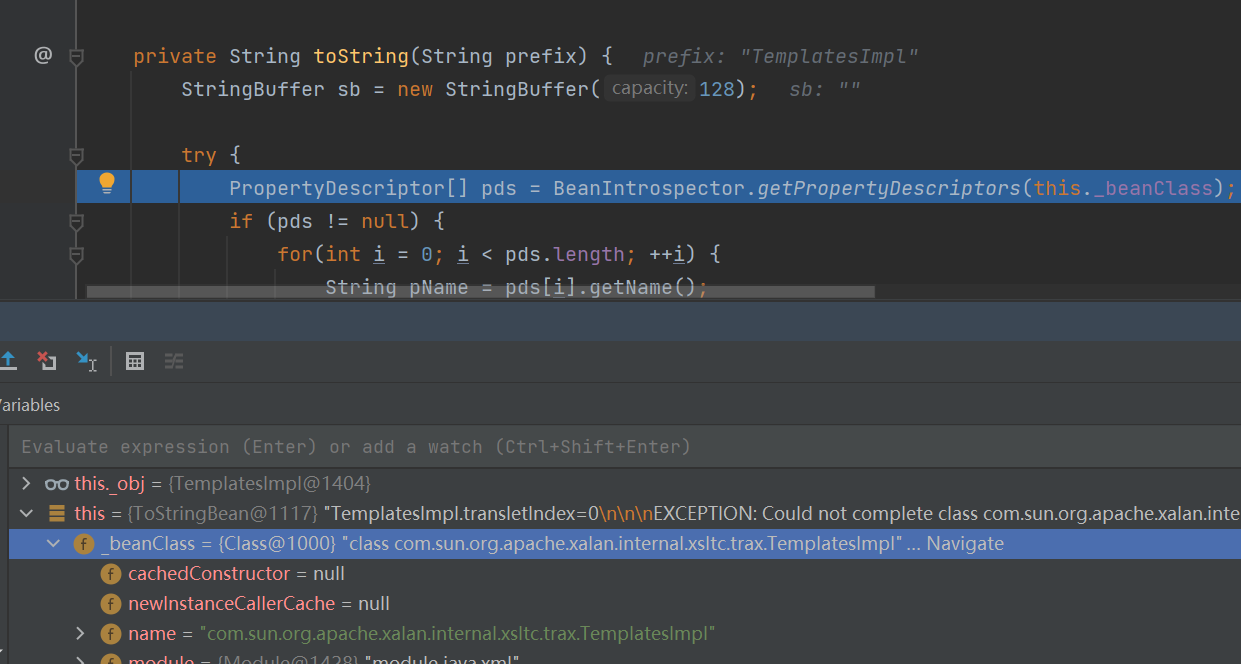 @ private String toString(String prefix) { prefix: "TemplatesImpl"
StringBuffer sb = new StringBuffer( capacity: 128); sb: ""
try {
PropertyDescriptor[] pds = BeanIntrospector.getPropertyDescriptors(this._beanClass);
if (pds != null) {
for(int i = 0; i < pds.length; ++i) {
String pName = pds[i].getName();
ariables
Evaluate expression (Enter) or add a watch (Ctrl+Shift+Enter)
this._obj = {TemplatesImpl@1404}
this = {ToStringBean@1117} "TemplatesImpl.transletIndex=0\n\n\nEXCEPTION: Could not complete class com.sun.org.apache.xalan.inte
f _beanClass = {Class@1000} "class com.sun.org.apache.xalan.internal.xsltc.trax.TemplatesImpl" ... Navigate
f cachedConstructor = null
f newInstanceCallerCache = null
f name = "com.sun.org.apache.xalan.internal.xsltc.trax.TemplatesImpl"
f module = {Module@1428} "module java.xml"